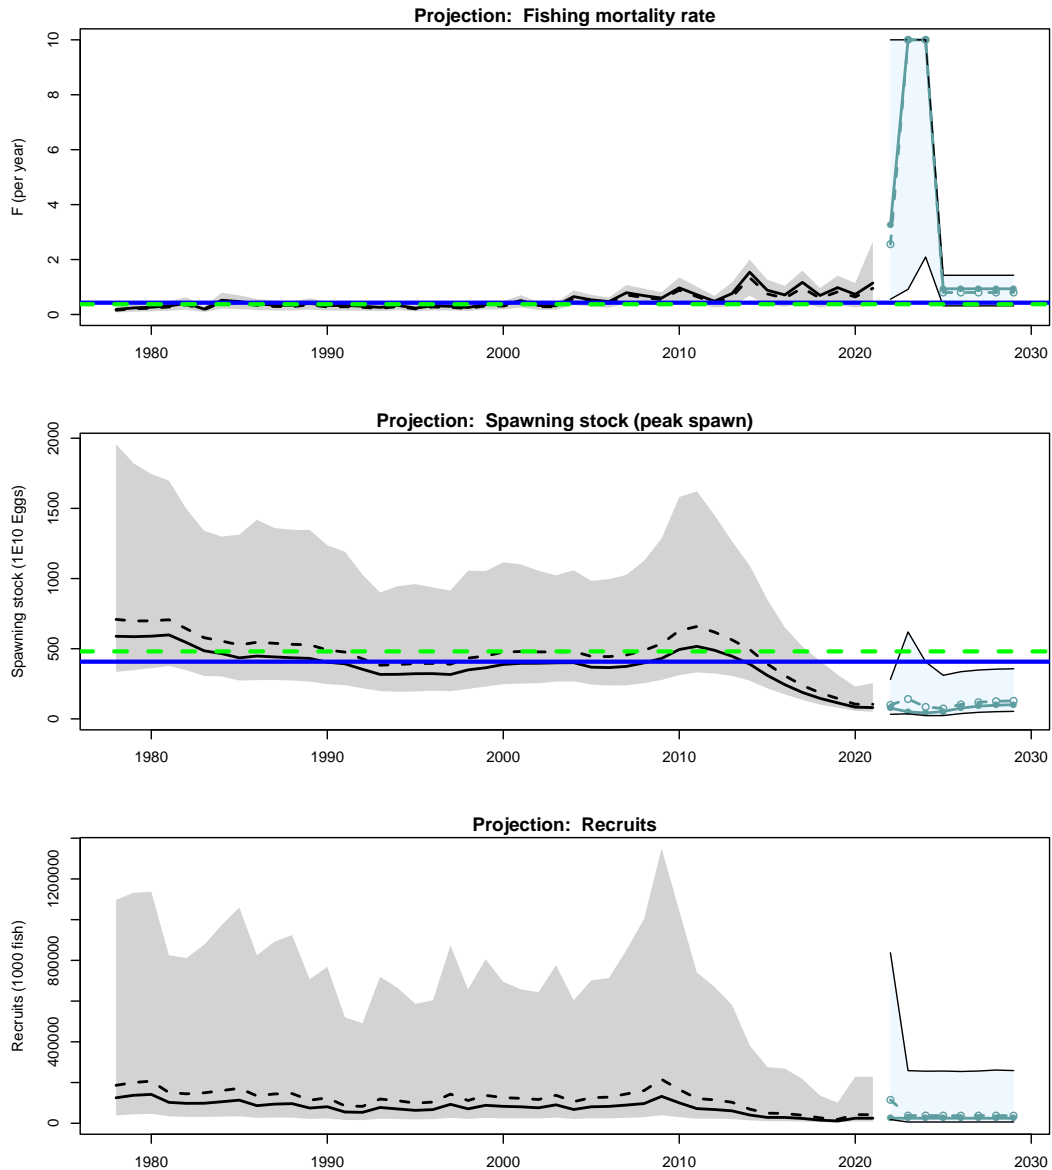 Projection:  Fishing mortality rate
F (per year)
10
8
6
4
2
0
1980 1990 2000 2010 2020 2030
Projection:  Spawning stock (peak spawn)
Spawning stock (1E10 Eggs)
2000
1500
1000
500
0
1980 1990 2000 2010 2020 2030
Projection:  Recruits
Recruits (1000 fish)
1200000
800000
400000
0
1980 1990 2000 2010 2020 2030